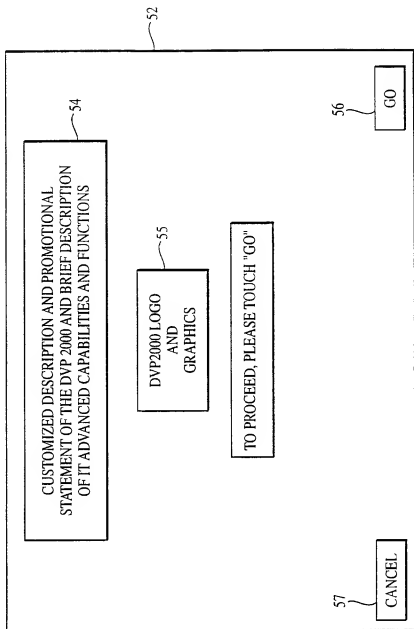 52
54
CUSTOMIZED DESCRIPTION AND PROMOTIONAL
STATEMENT OF THE DVP 2000 AND BRIEF DESCRIPTION
OF IT ADVANCED CAPABILITIES AND FUNCTIONS
55
DVP2000 LOGO
AND
GRAPHICS
TO PROCEED, PLEASE TOUCH "GO"
57
CANCEL
56
GO